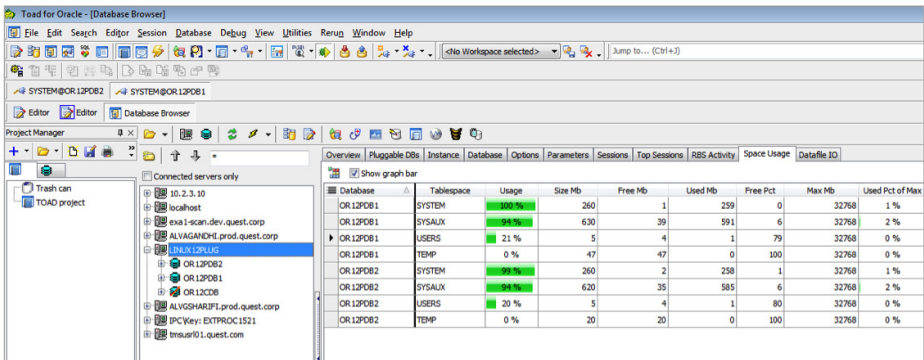 Toad for Oracle - [Database Browser]
File Edit Search Editor Session Database Debug View Utilities Rerun Window Help
<No Workspace selected> Jump to... (Ctrl+J)
SYSTEM@OR12PDB2 SYSTEM@OR12PDB1
Editor Editor Database Browser
Project Manager
Trash can
TOAD project
Connected servers only
10.2.3.10
localhost
exa1-scan.dev.quest.corp
ALVAGANDHI.prod.quest.corp
LINUX12PLUG
OR12PDB2
OR12PDB1
OR12CDB
ALVGSHARIFI.prod.quest.corp
IPC\Key: EXTPROC1521
tmsusrl01.quest.com
Overview Pluggable DBs Instance Database Options Parameters Sessions Top Sessions RBS Activity Space Usage Datafile IO
Show graph bar
Database Tablespace Usage Size Mb Free Mb Used Mb Free Pct Max Mb Used Pct of Max
OR12PDB1 SYSTEM 100 % 260 1 259 0 32768 1 %
OR12PDB1 SYSAUX 94 % 630 39 591 6 32768 2 %
OR12PDB1 USERS 21 % 5 4 1 79 32768 0 %
OR12PDB1 TEMP 0 % 47 47 0 100 32768 0 %
OR12PDB2 SYSTEM 99 % 260 2 258 1 32768 1 %
OR12PDB2 SYSAUX 94 % 620 35 585 6 32768 2 %
OR12PDB2 USERS 20 % 5 4 1 80 32768 0 %
OR12PDB2 TEMP 0 % 20 20 0 100 32768 0 %